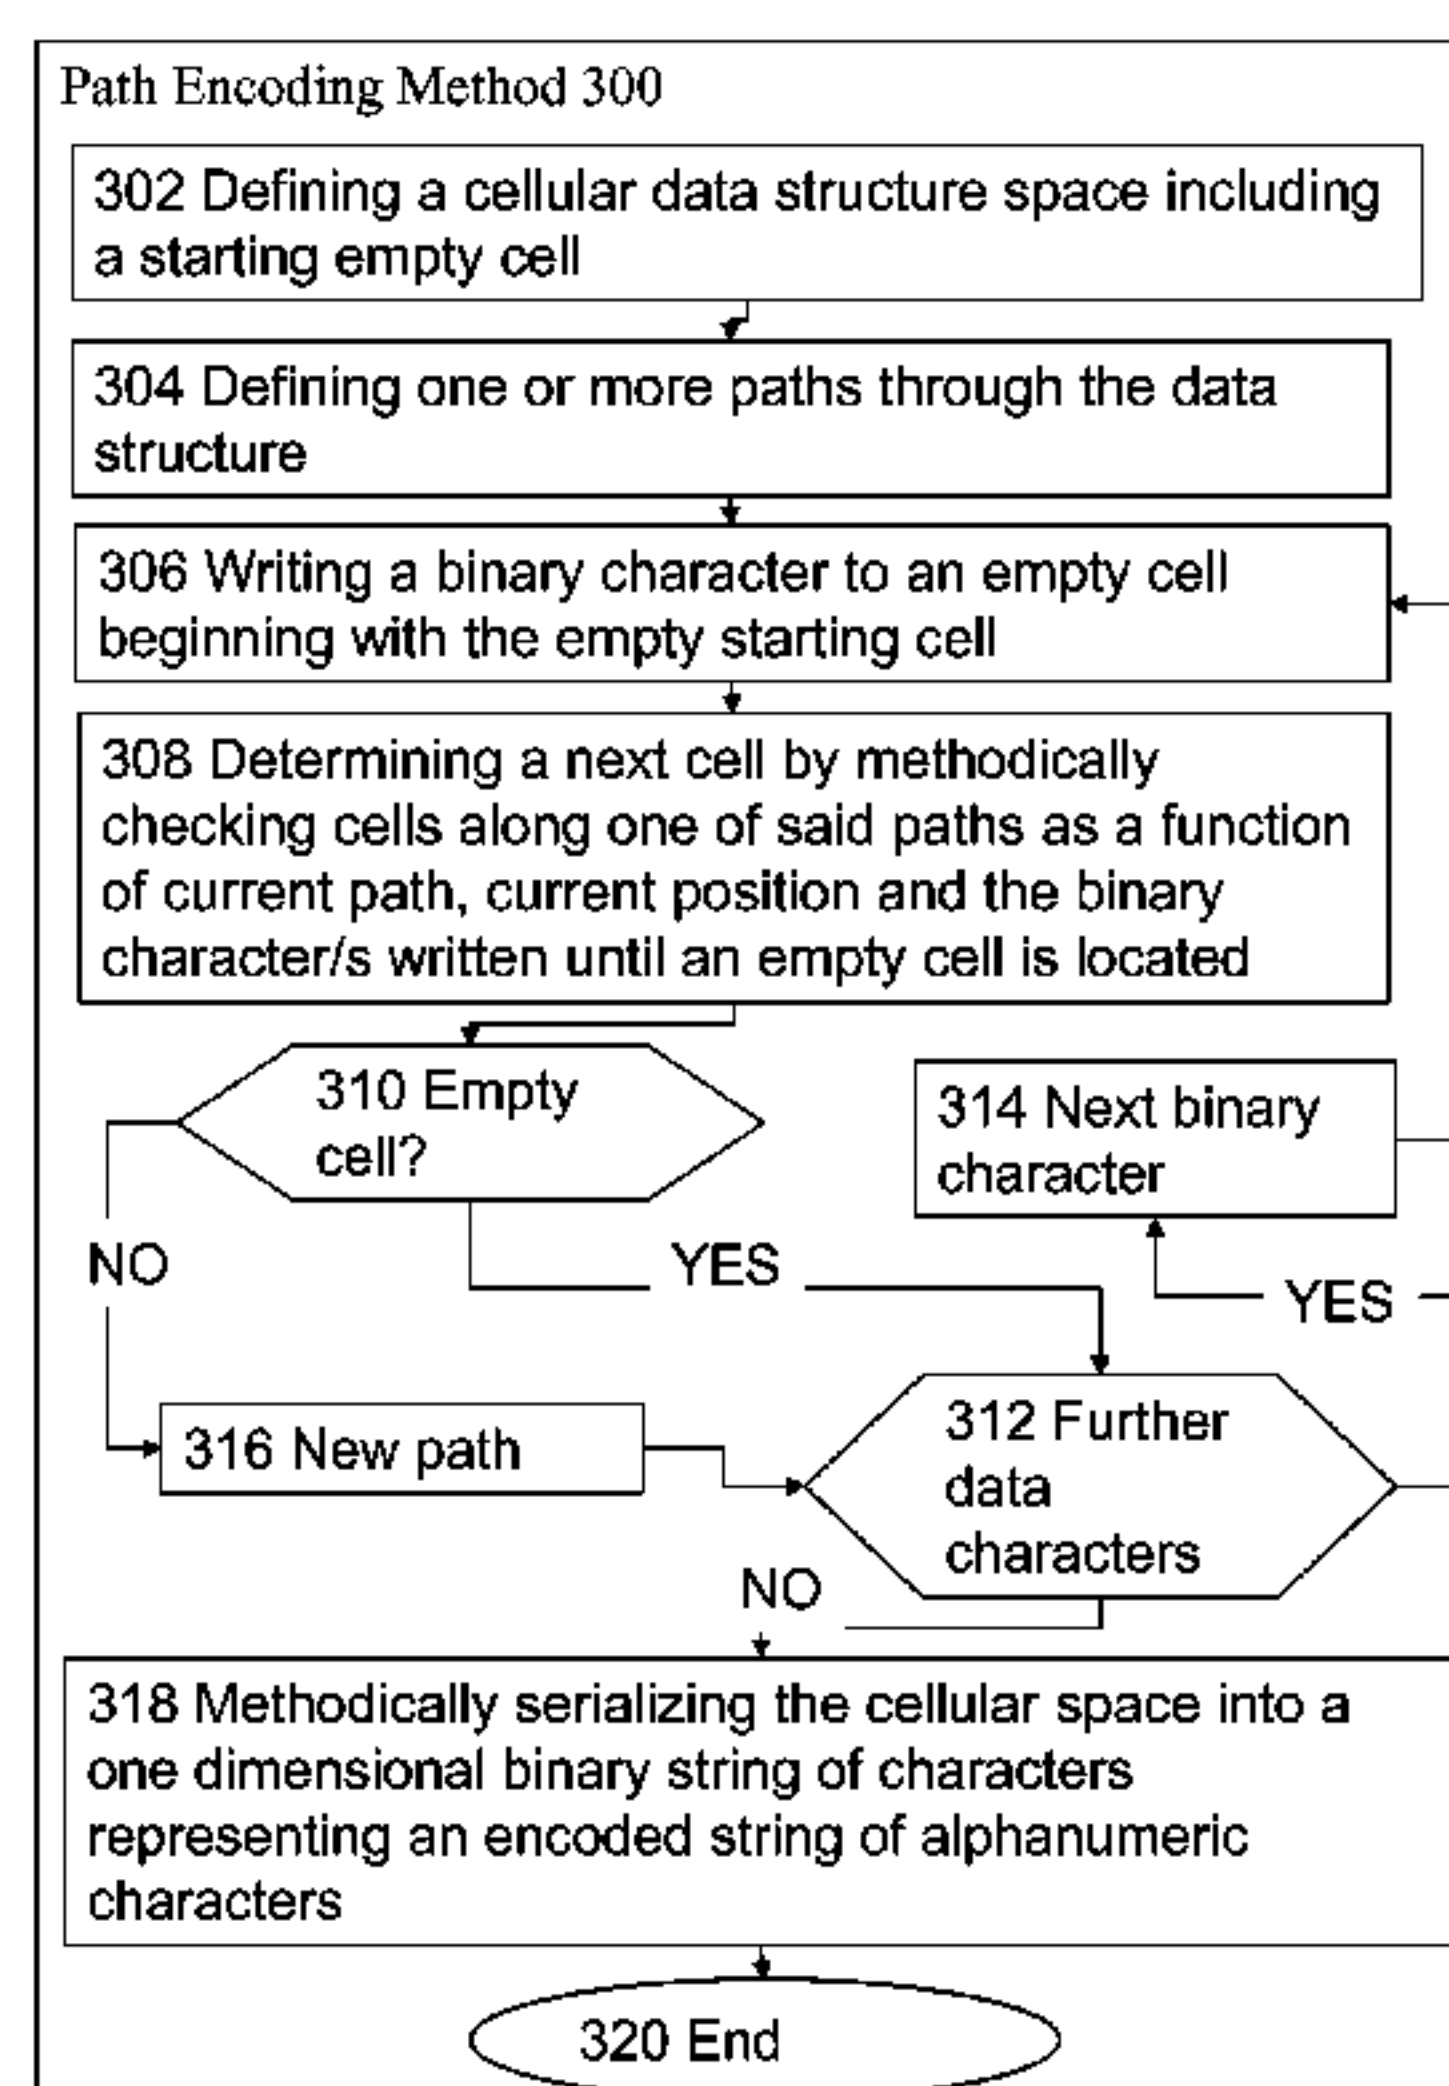 Path Encoding Method 300
302 Defining a cellular data structure space including
a starting empty cell
304 Defining one or more paths through the data
structure
306 Writing a binary character to an empty cell
beginning with the empty starting cell
308 Determining a next cell by methodically
checking cells along one of said paths as a function
of current path, current position and the binary
character/s written until an empty cell is located
310 Empty
cell?
314 Next binary
character
NO
YES
YES
316 New path
312 Further
data
characters
NO
318 Methodically serializing the cellular space into a
one dimensional binary string of characters
representing an encoded string of alphanumeric
characters
320 End